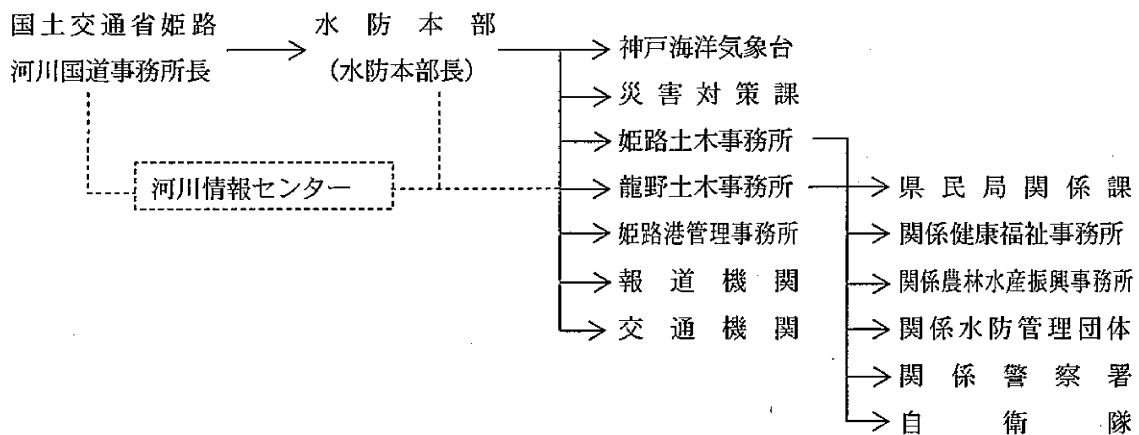 国土交通省姫路
河川国道事務所長
水防本部
(水防本部長)
河川情報センター
神戸海洋気象台
災害対策課
姫路土木事務所
龍野土木事務所
姫路港管理事務所
報道機関
交通機関
県民局関係課
関係健康福祉事務所
関係農林水産振興事務所
関係水防管理団体
関係警察署
自衛隊